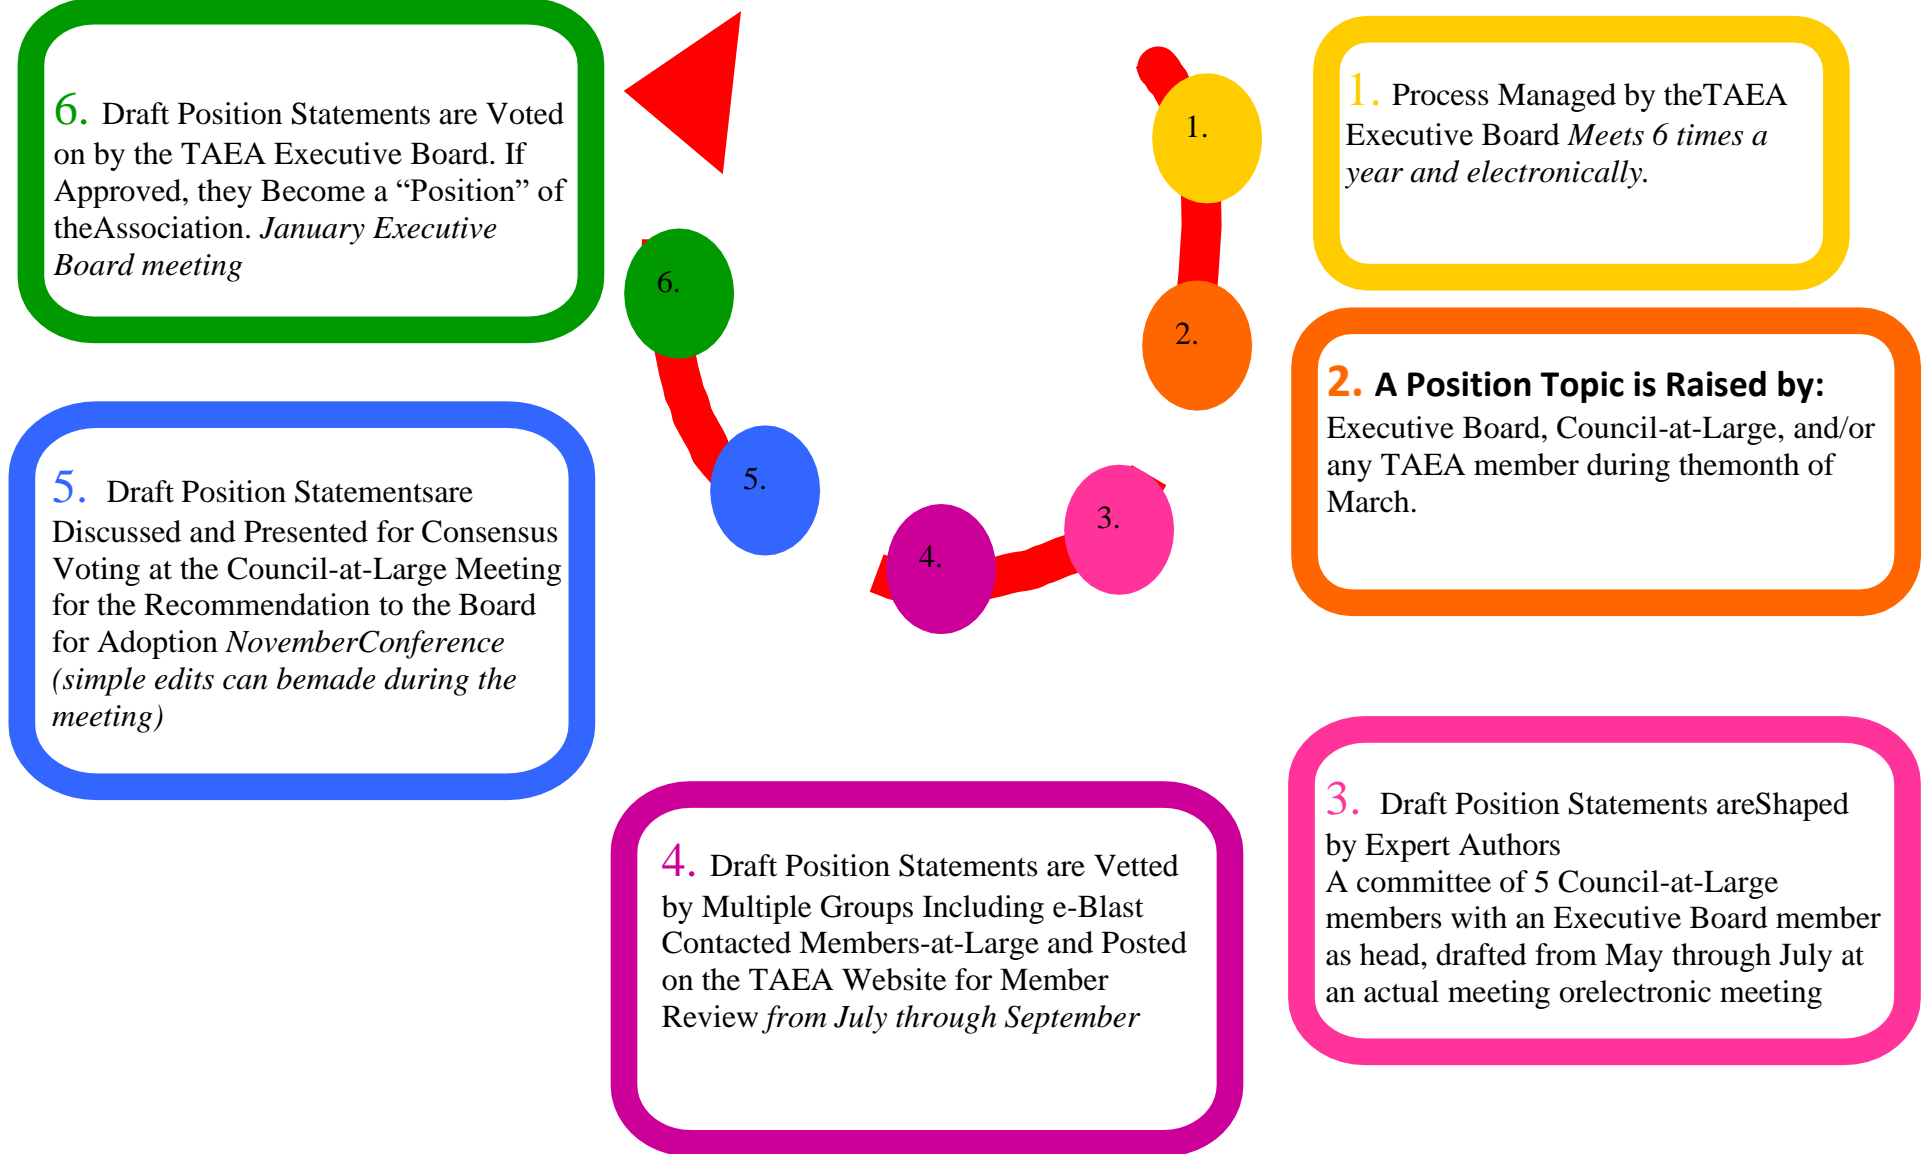 1. Process Managed by theTAEA
Executive Board Meets 6 times a
year and electronically.
2. A Position Topic is Raised by:
Executive Board, Council-at-Large, and/or
any TAEA member during themonth of
March.
3. Draft Position Statements areShaped
by Expert Authors
A committee of 5 Council-at-Large
members with an Executive Board member
as head, drafted from May through July at
an actual meeting orelectronic meeting
4. Draft Position Statements are Vetted
by Multiple Groups Including e-Blast
Contacted Members-at-Large and Posted
on the TAEA Website for Member
Review from July through September
5. Draft Position Statementsare
Discussed and Presented for Consensus
Voting at the Council-at-Large Meeting
for the Recommendation to the Board
for Adoption NovemberConference
(simple edits can bemade during the
meeting)
6. Draft Position Statements are Voted
on by the TAEA Executive Board. If
Approved, they Become a “Position” of
theAssociation. January Executive
Board meeting
1.
2.
3.
4.
5.
6.